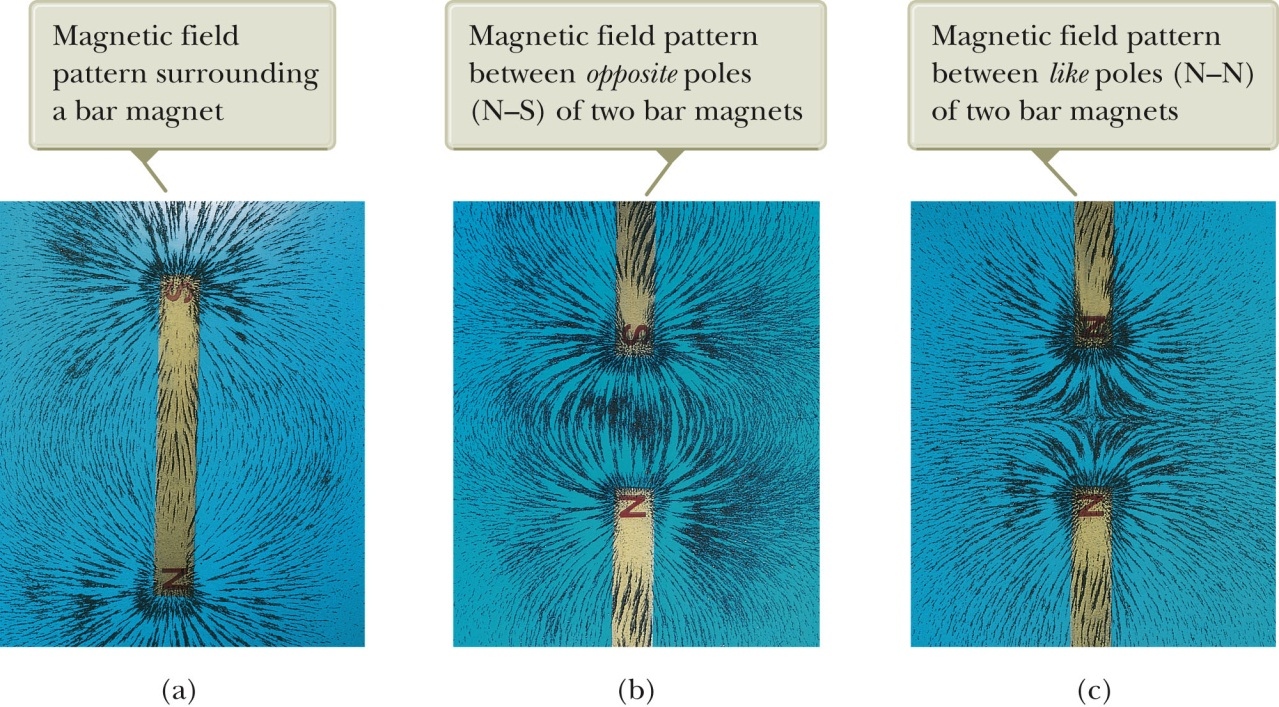 Magnetic field
pattern surrounding
a bar magnet
Magnetic field pattern
between opposite poles
(N–S) of two bar magnets
Magnetic field pattern
between like poles (N–N)
of two bar magnets
S
N
S
N
N
N
(a)
(b)
(c)